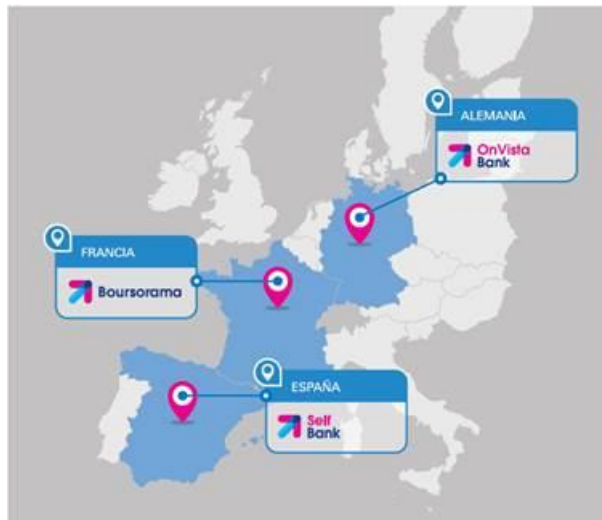 ALEMANIA
OnVista
Bank
FRANCIA
Boursorama
ESPAÑA
Self
Bank